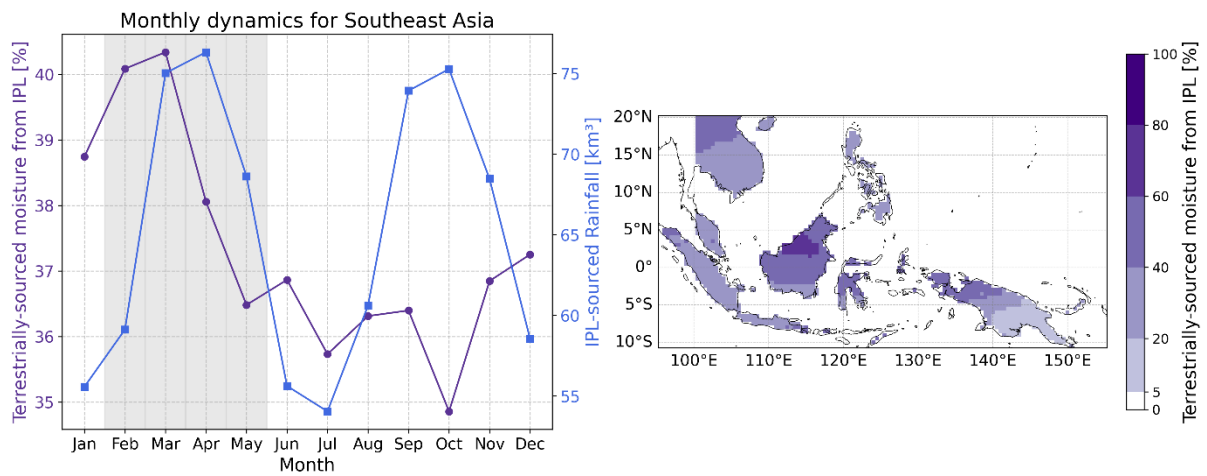 Monthly dynamics for Southeast Asia
Terrestrially-sourced moisture from IPL [%]
40
39
38
37
36
35
75
70
65
60
55
IPL-sourced Rainfall [km³]
Jan Feb Mar Apr May Jun Jul Aug Sep Oct Nov Dec
Month
20°N
15°N
10°N
5°N
0°
5°S
10°S
100°E 110°E 120°E 130°E 140°E 150°E
100
80
60
40
20
5
0
Terrestrially-sourced moisture from IPL [%]